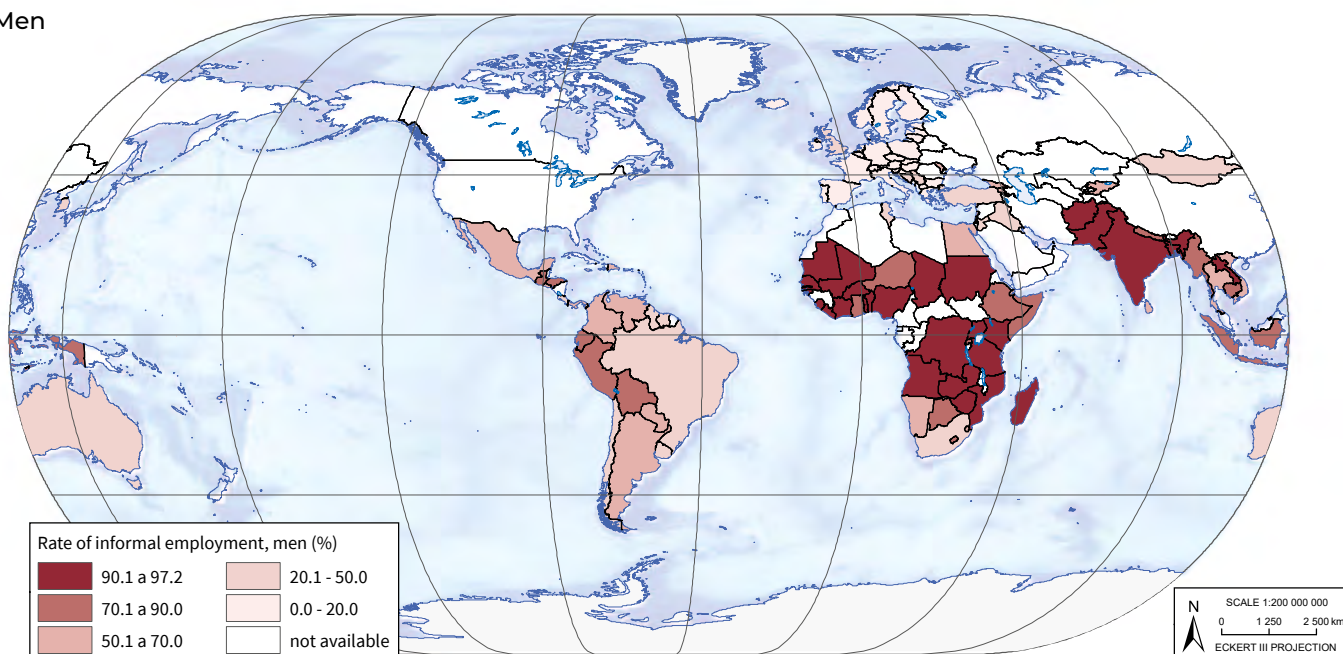 Men
Rate of informal employment, men (%)
90.1 a 97.2
70.1 a 90.0
50.1 a 70.0
20.1 - 50.0
0.0 - 20.0
not available
N
SCALE 1:200 000 000
0 1 250 2 500 km
ECKERT III PROJECTION